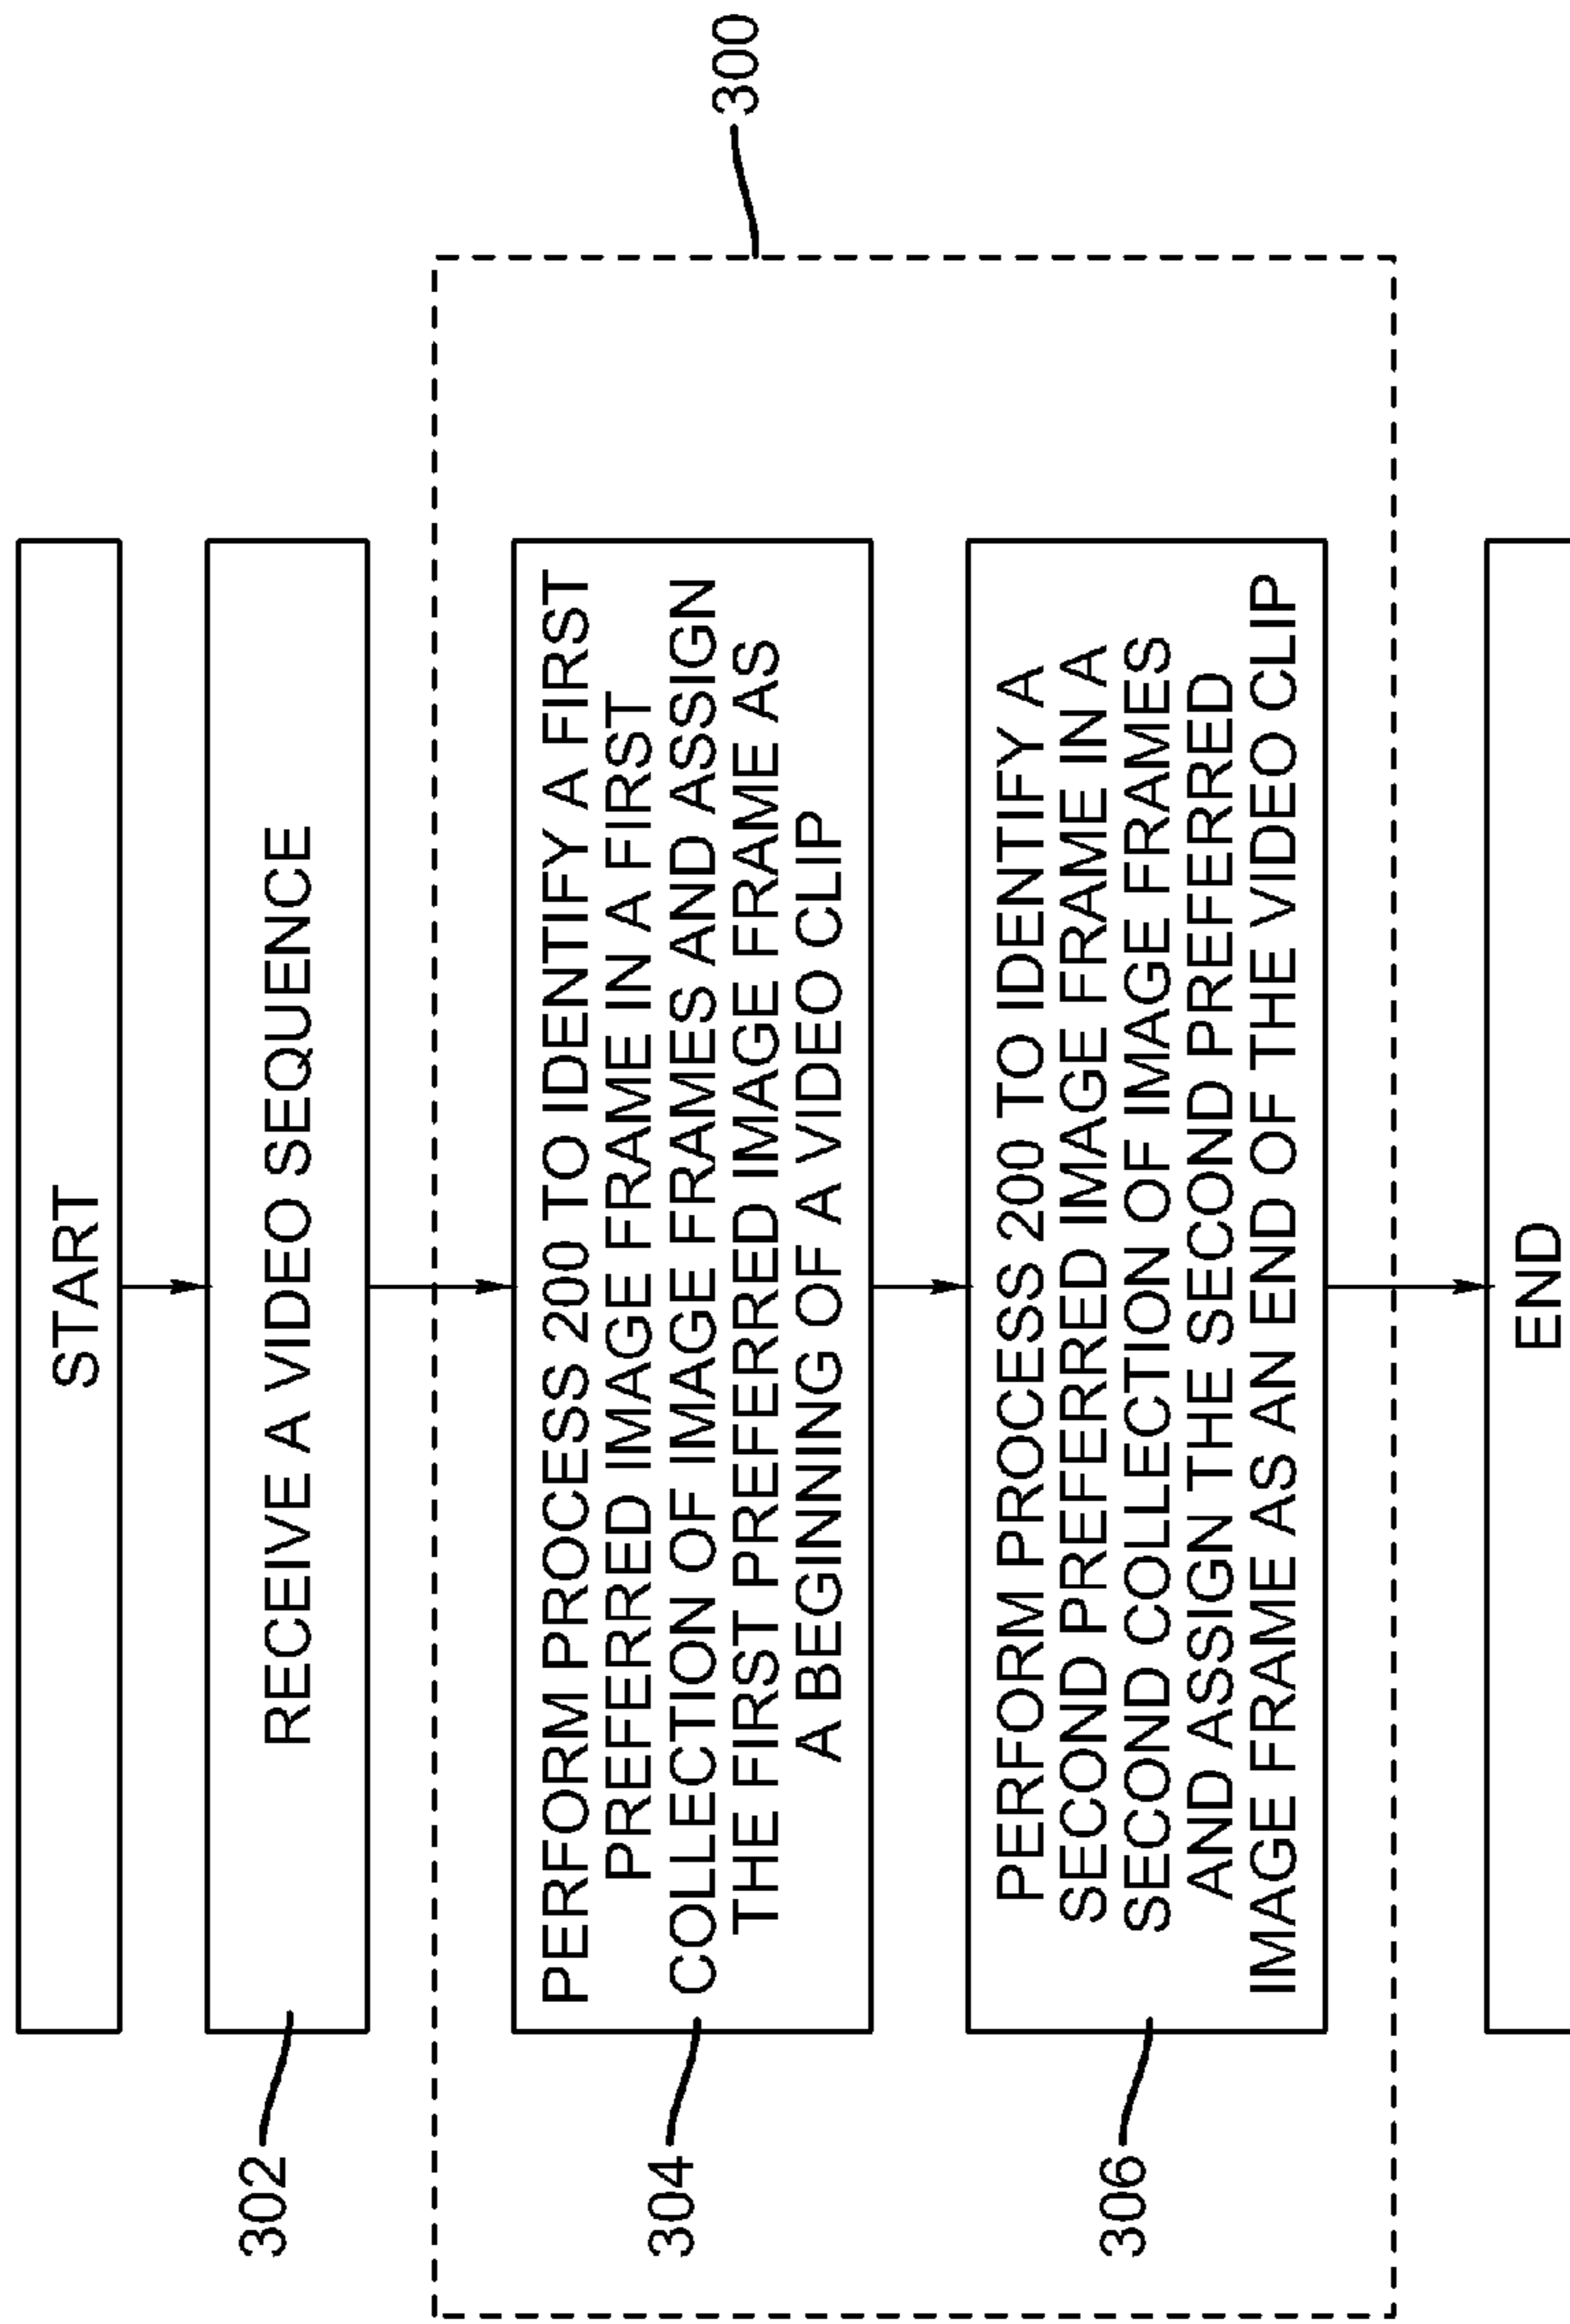 START
302
RECEIVE A VIDEO SEQUENCE
300
304
PERFORM PROCESS 200 TO IDENTIFY A FIRST
PREFERRED IMAGE FRAME IN A FIRST
COLLECTION OF IMAGE FRAMES AND ASSIGN
THE FIRST PREFERRED IMAGE FRAME AS
A BEGINNING OF A VIDEO CLIP
306
PERFORM PROCESS 200 TO IDENTIFY A
SECOND PREFERRED IMAGE FRAME IN A
SECOND COLLECTION OF IMAGE FRAMES
AND ASSIGN THE SECOND PREFERRED
IMAGE FRAME AS AN END OF THE VIDEO CLIP
END